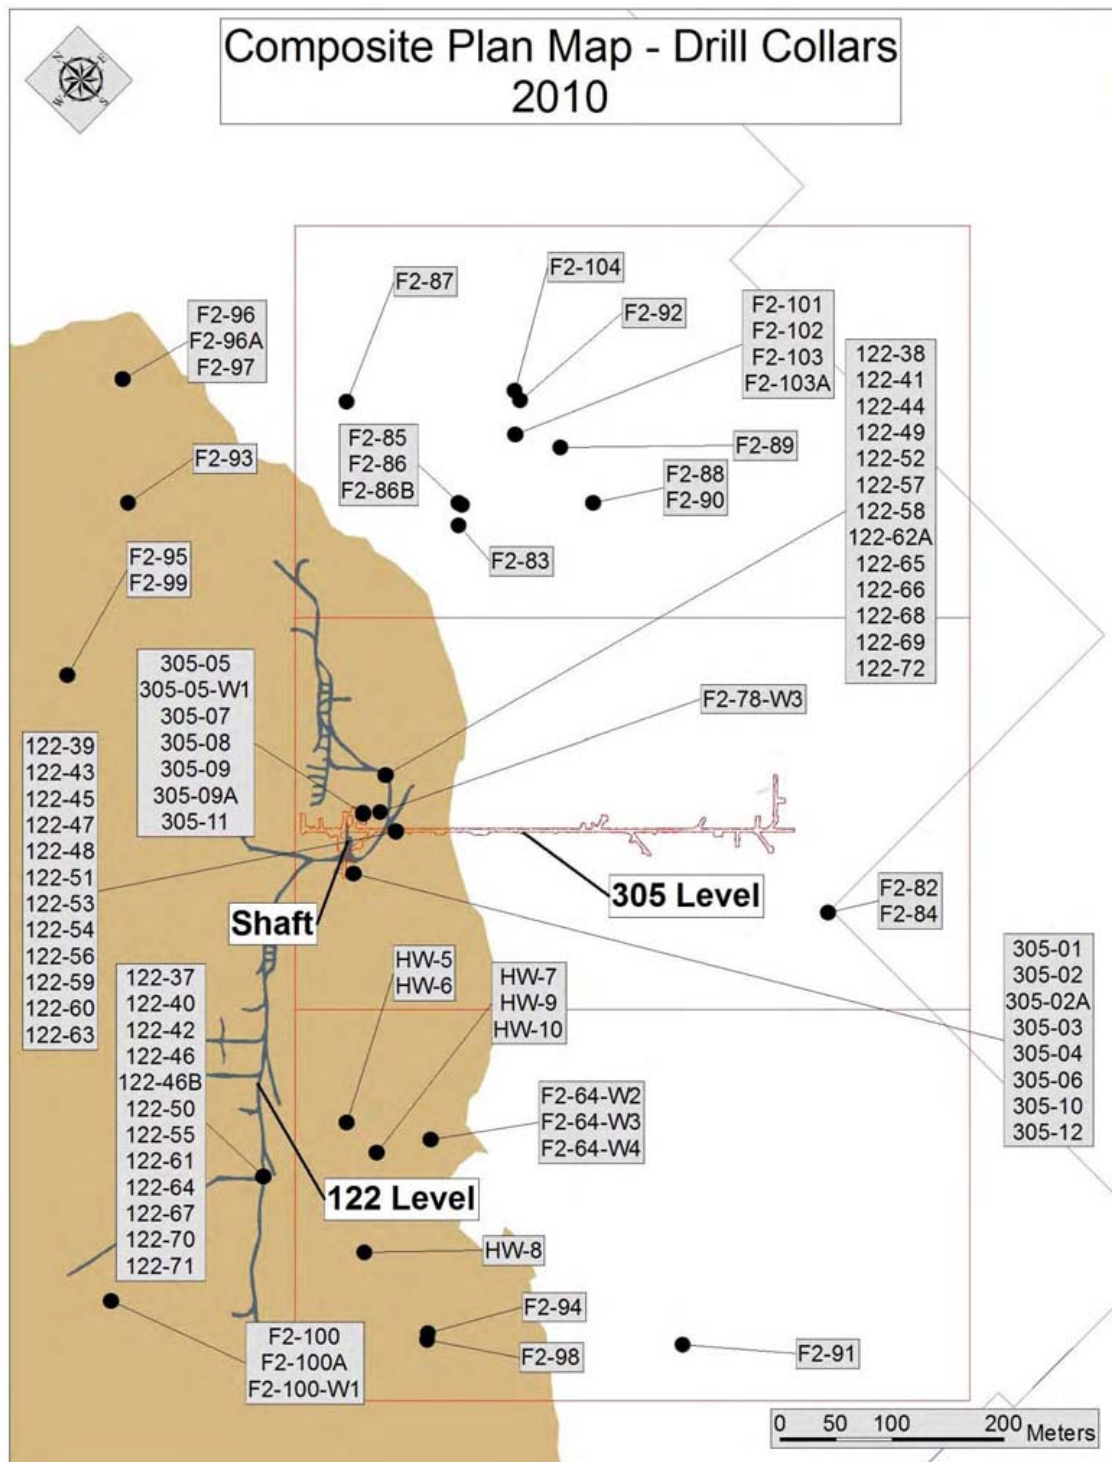 Composite Plan Map - Drill Collars
2010
N
E
W
S
F2-104
F2-87
F2-92
F2-101
F2-102
F2-103
F2-103A
F2-96
F2-96A
F2-97
122-38
122-41
122-44
122-49
122-52
122-57
122-58
122-62A
122-65
122-66
122-68
122-69
122-72
F2-85
F2-86
F2-86B
F2-89
F2-93
F2-88
F2-90
F2-83
F2-95
F2-99
305-05
305-05-W1
305-07
305-08
305-09
305-09A
305-11
F2-78-W3
122-39
122-43
122-45
122-47
122-48
122-51
122-53
122-54
122-56
122-59
122-60
122-63
305 Level
Shaft
F2-82
F2-84
305-01
305-02
305-02A
305-03
305-04
305-06
305-10
305-12
HW-5
HW-6
HW-7
HW-9
HW-10
122-37
122-40
122-42
122-46
122-46B
122-50
122-55
122-61
122-64
122-67
122-70
122-71
F2-64-W2
F2-64-W3
F2-64-W4
122 Level
HW-8
F2-94
F2-98
F2-91
F2-100
F2-100A
F2-100-W1
0 50 100 200 Meters